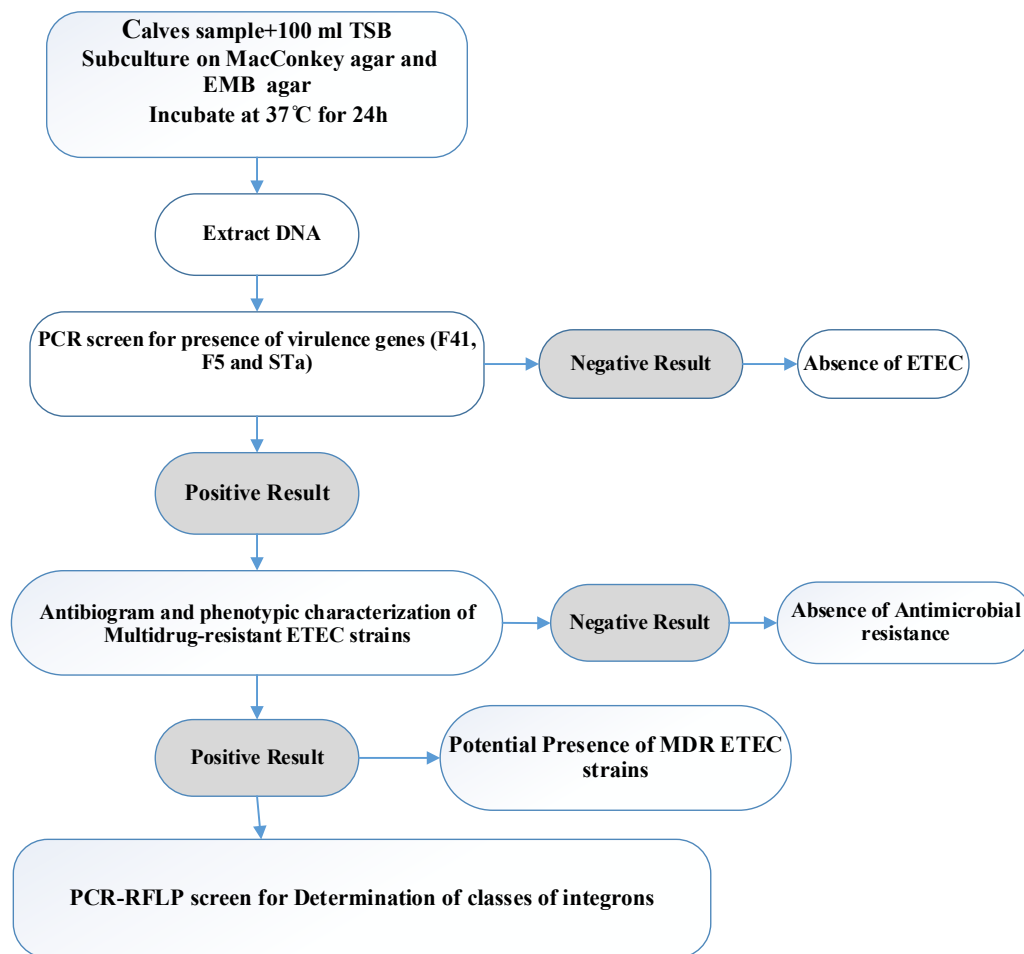 Calves sample+100 ml TSB
Subculture on MacConkey agar and
EMB agar
Incubate at 37℃ for 24h
Extract DNA
PCR screen for presence of virulence genes (F41,
F5 and STa)
Negative Result
Absence of ETEC
Positive Result
Antibiogram and phenotypic characterization of
Multidrug-resistant ETEC strains
Negative Result
Absence of Antimicrobial
resistance
Positive Result
Potential Presence of MDR ETEC
strains
PCR-RFLP screen for Determination of classes of integrons